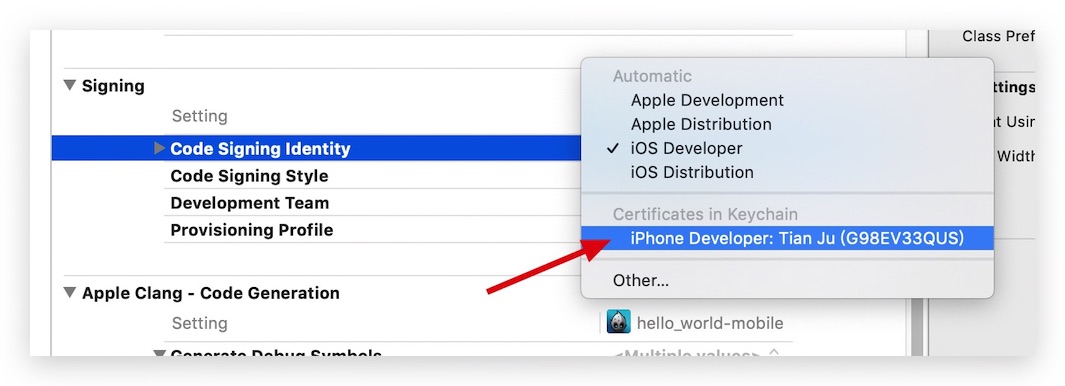 Class Pref
Signing
Setting
Code Signing Identity
Code Signing Style
Development Team
Provisioning Profile
Automatic
Apple Development
Apple Distribution
iOS Developer
iOS Distribution
Certificates in Keychain
iPhone Developer: Tian Ju (G98EV33QUS)
Other...
ttings
t Usin
Width
Apple Clang - Code Generation
Setting
hello_world-mobile
Generate Debug Symbols
<Multiple values>